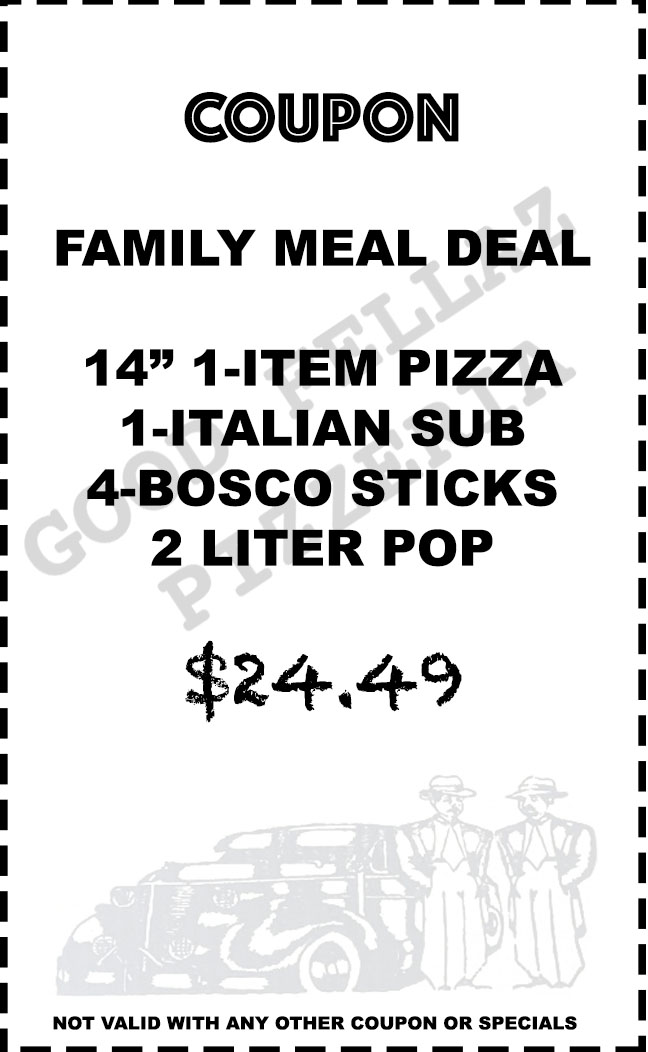 COUPON
FAMILY MEAL DEAL
14” 1-ITEM PIZZA
1-ITALIAN SUB
4-BOSCO STICKS
2 LITER POP
GOOD FELLAZ
PIZZERIA
$24.49
NOT VALID WITH ANY OTHER COUPON OR SPECIALS